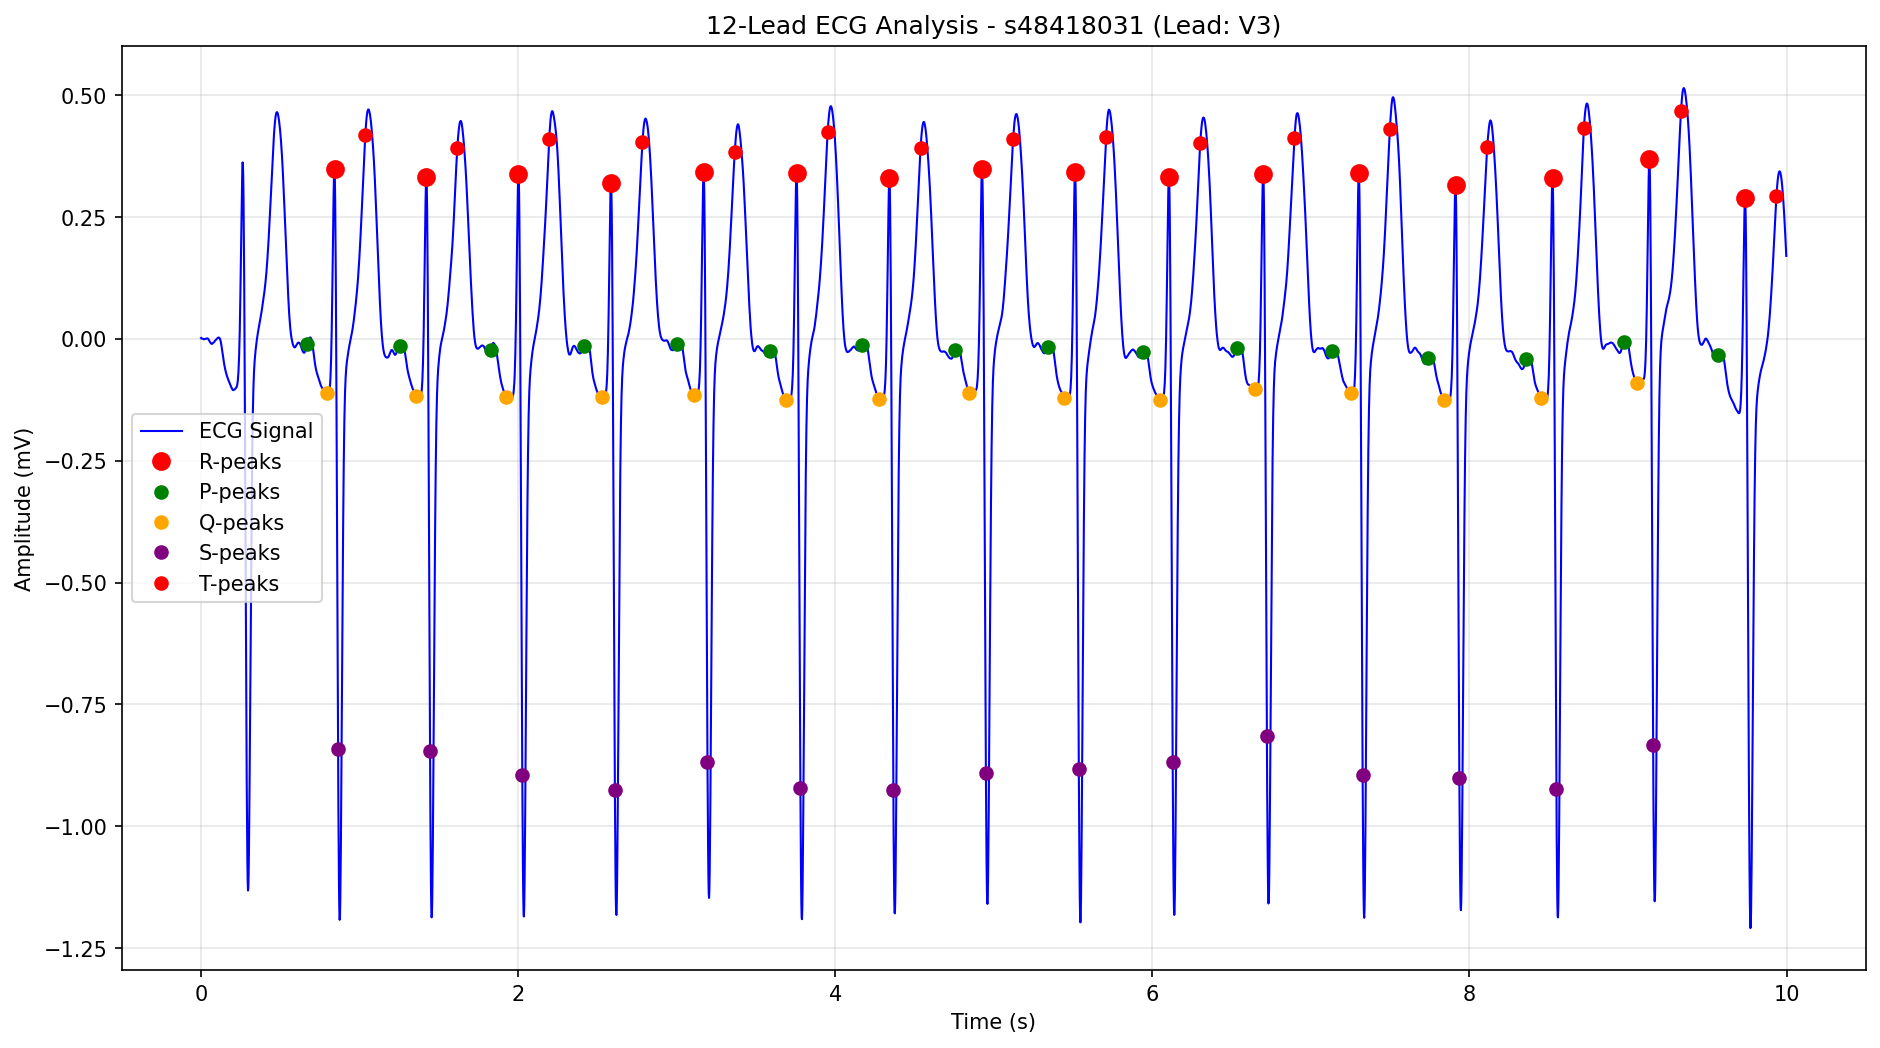 12-Lead ECG Analysis - s48418031 (Lead: V3)
0.50
0.25
0.00
−0.25
−0.50
−0.75
−1.00
−1.25
Amplitude (mV)
ECG Signal
R-peaks
P-peaks
Q-peaks
S-peaks
T-peaks
0 2 4 6 8 10
Time (s)